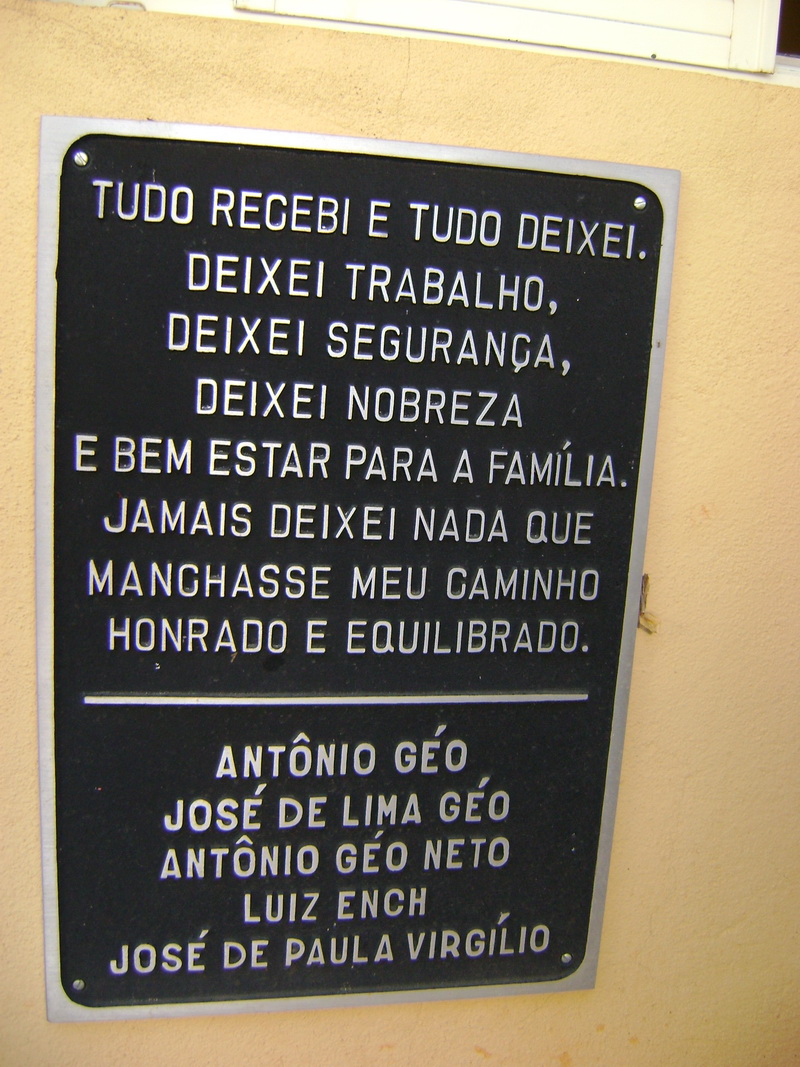 TUDO RECEBI E TUDO DEIXEI.
DEIXEI TRABALHO,
DEIXEI SEGURANÇA,
DEIXEI NOBREZA
E BEM ESTAR PARA A FAMÍLIA.
JAMAIS DEIXEI NADA QUE
MANCHASSE MEU CAMINHO
HONRADO E EQUILIBRADO.
ANTÔNIO GÉO
JOSÉ DE LIMA GÉO
ANTÔNIO GÉO NETO
LUIZ ENCH
JOSÉ DE PAULA VIRGÍLIO